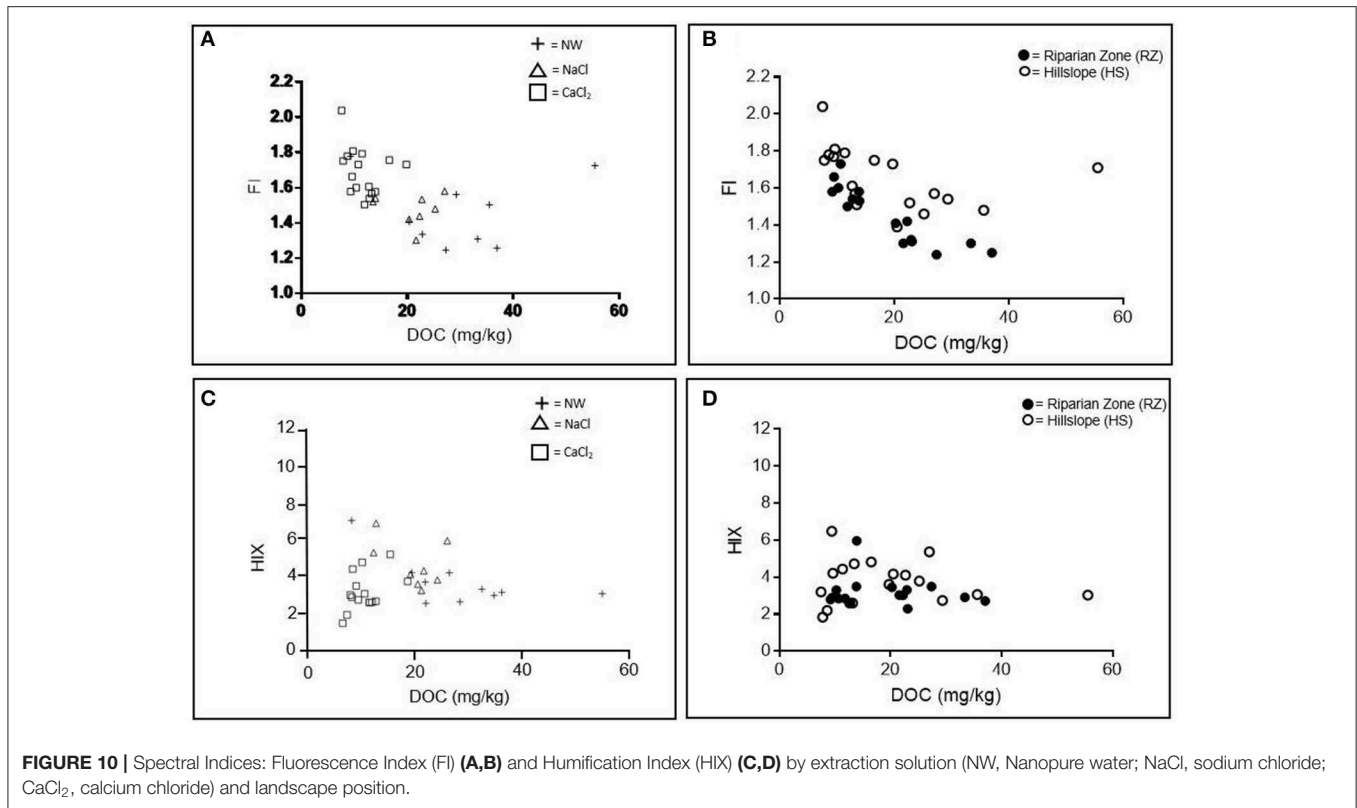 A
+ = NW
△ = NaCl
□ = CaCl₂
2.2
2.0
1.8
1.6
1.4
1.2
1.0
FI
0 20 40 60
DOC (mg/kg)
B
● = Riparian Zone (RZ)
○ = Hillslope (HS)
2.2
2.0
1.8
1.6
1.4
1.2
1.0
FI
0 20 40 60
DOC (mg/kg)
C
+ = NW
△ = NaCl
□ = CaCl₂
12
10
8
6
4
2
0
HIX
0 20 40 60
DOC (mg/kg)
D
● = Riparian Zone (RZ)
○ = Hillslope (HS)
12
10
8
6
4
2
0
HIX
0 20 40 60
DOC (mg/kg)
FIGURE 10 | Spectral Indices: Fluorescence Index (FI) (A,B) and Humification Index (HIX) (C,D) by extraction solution (NW, Nanopure water; NaCl, sodium chloride;
CaCl₂, calcium chloride) and landscape position.